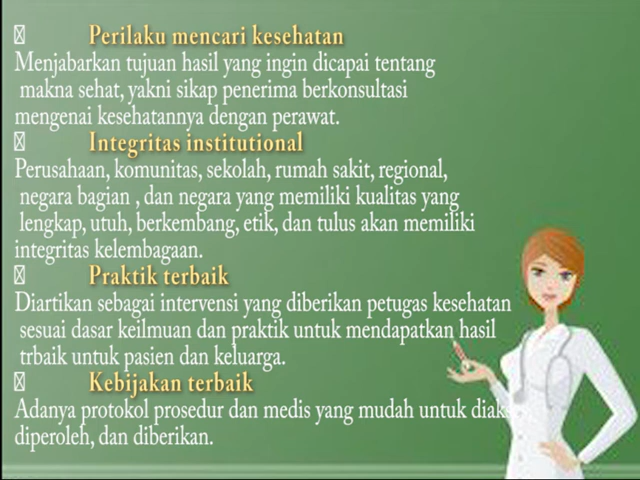 Perilaku mencari kesehatan
Menjabarkan tujuan hasil yang ingin dicapai tentang
makna sehat, yakni sikap penerima berkonsultasi
mengenai kesehatannya dengan perawat.
Integritas institutional
Perusahaan, komunitas, sekolah, rumah sakit, regional,
negara bagian , dan negara yang memiliki kualitas yang
lengkap, utuh, berkembang, etik, dan tulus akan memiliki
integritas kelembagaan.
Praktik terbaik
Diartikan sebagai intervensi yang diberikan petugas kesehatan
sesuai dasar keilmuan dan praktik untuk mendapatkan hasil
trbaik untuk pasien dan keluarga.
Kebijakan terbaik
Adanya protokol prosedur dan medis yang mudah untuk
diperoleh, dan diberikan.